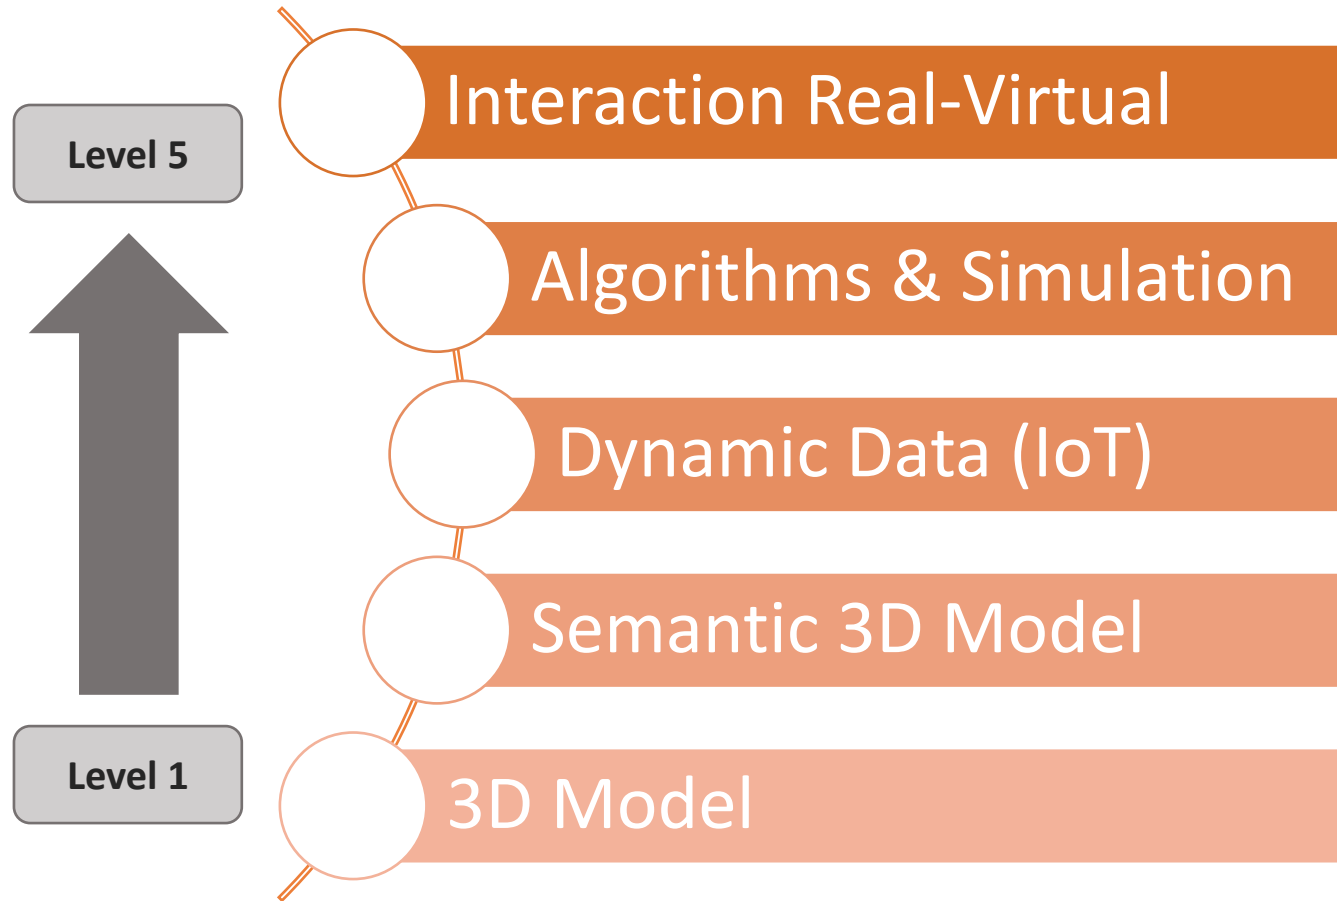 Interaction Real-Virtual
Level 5
Algorithms & Simulation
Dynamic Data (IoT)
Semantic 3D Model
Level 1
3D Model